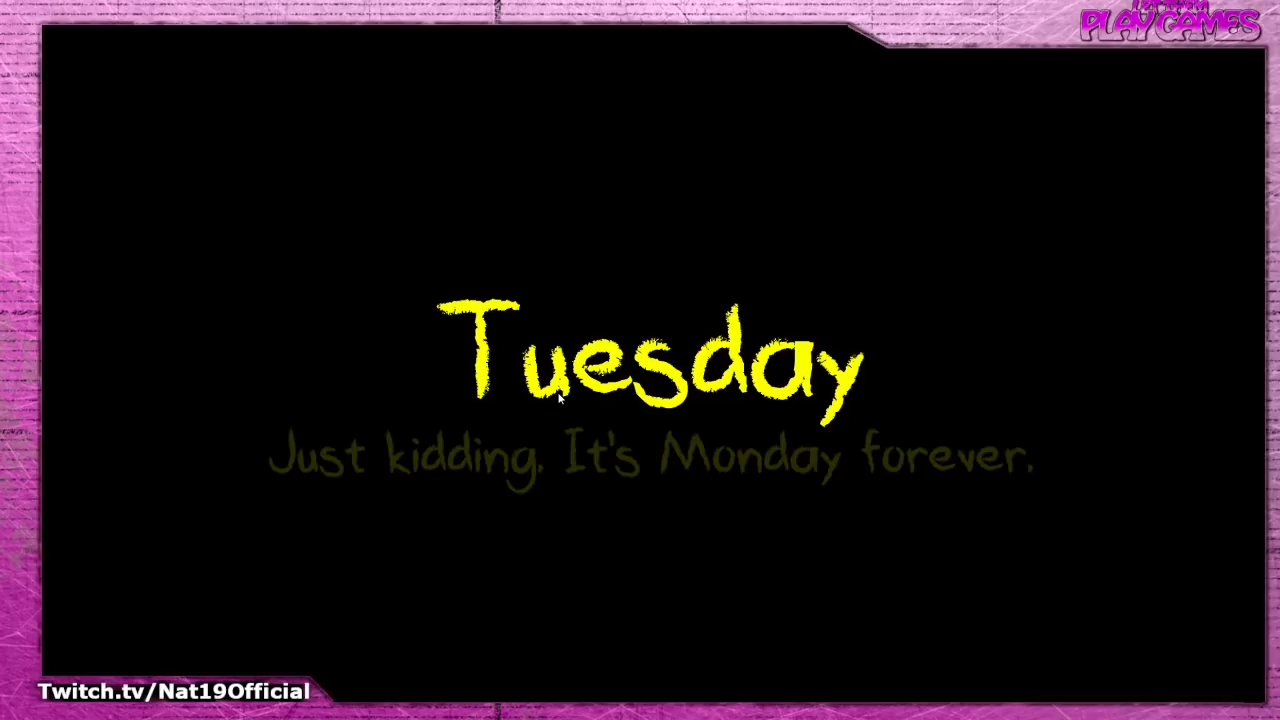 PLAY GAMES
Tuesday
Just kidding. It's Monday forever.
Twitch.tv/Nat19Official